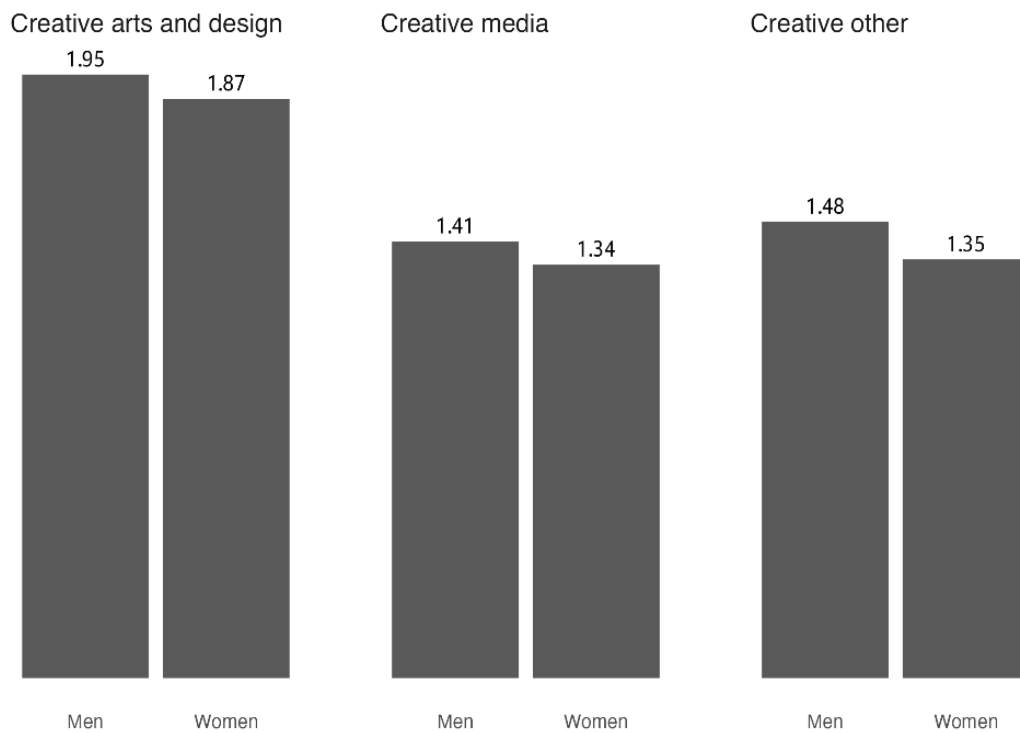 Creative arts and design
1.95
1.87
Men
Women
Creative media
1.41
1.34
Men
Women
Creative other
1.48
1.35
Men
Women